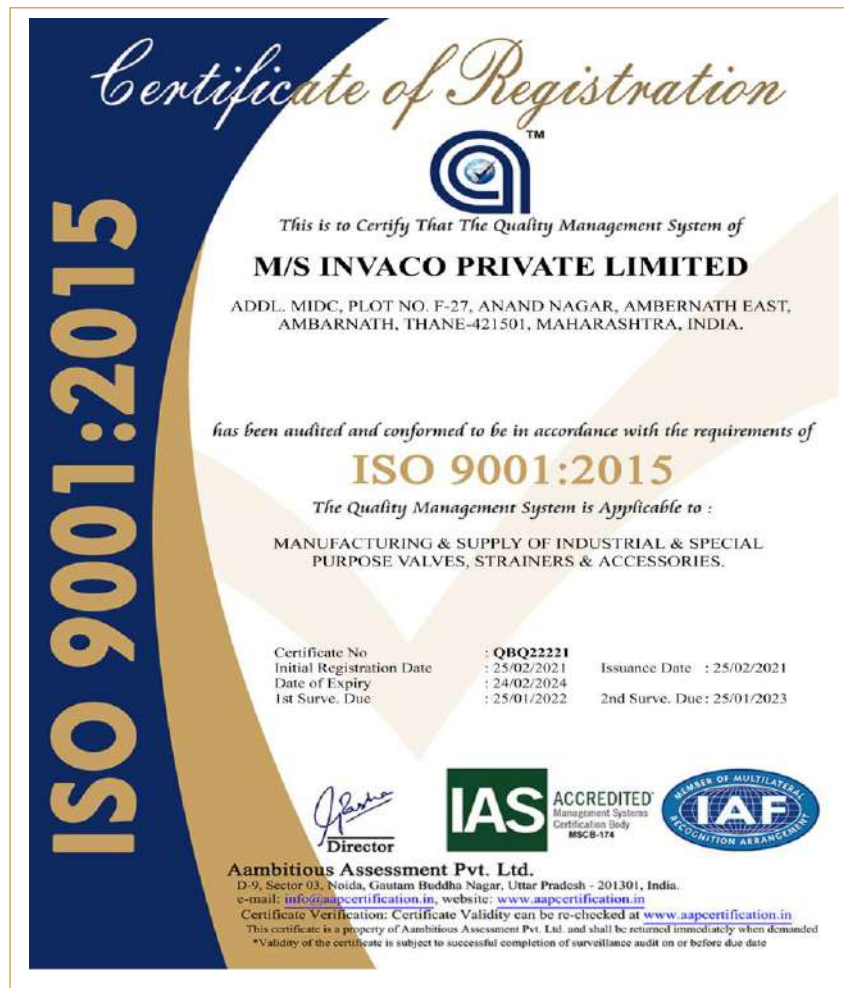 Certificate of Registration
TM
This is to Certify That The Quality Management System of
M/S INVACO PRIVATE LIMITED
ADDL. MIDC, PLOT NO. F-27, ANAND NAGAR, AMBERNATH EAST,
AMBARNATH, THANE-421501, MAHARASHTRA, INDIA.
has been audited and conformed to be in accordance with the requirements of
ISO 9001:2015
The Quality Management System is Applicable to :
MANUFACTURING & SUPPLY OF INDUSTRIAL & SPECIAL
PURPOSE VALVES, STRAINERS & ACCESSORIES.
Certificate No : QBQ22221
Initial Registration Date : 25/02/2021 Issuance Date : 25/02/2021
Date of Expiry : 24/02/2024
1st Surve. Due : 25/01/2022 2nd Surve. Due : 25/01/2023
Director
IAS
ACCREDITED
Management Systems
Certification Body
MSCB-174
MEMBER OF MULTILATERAL
IAF
RECOGNITION ARRANGEMENT
Aambitious Assessment Pvt. Ltd.
D-9, Sector 03, Noida, Gautam Buddha Nagar, Uttar Pradesh - 201301, India.
e-mail: info@aapcertification.in, website: www.aapcertification.in
Certificate Verification: Certificate Validity can be re-checked at www.aapcertification.in
This certificate is a property of Aambitious Assessment Pvt. Ltd. and shall be returned immediately when demanded
*Validity of the certificate is subject to successful completion of surveillance audit on or before due date
ISO 9001:2015